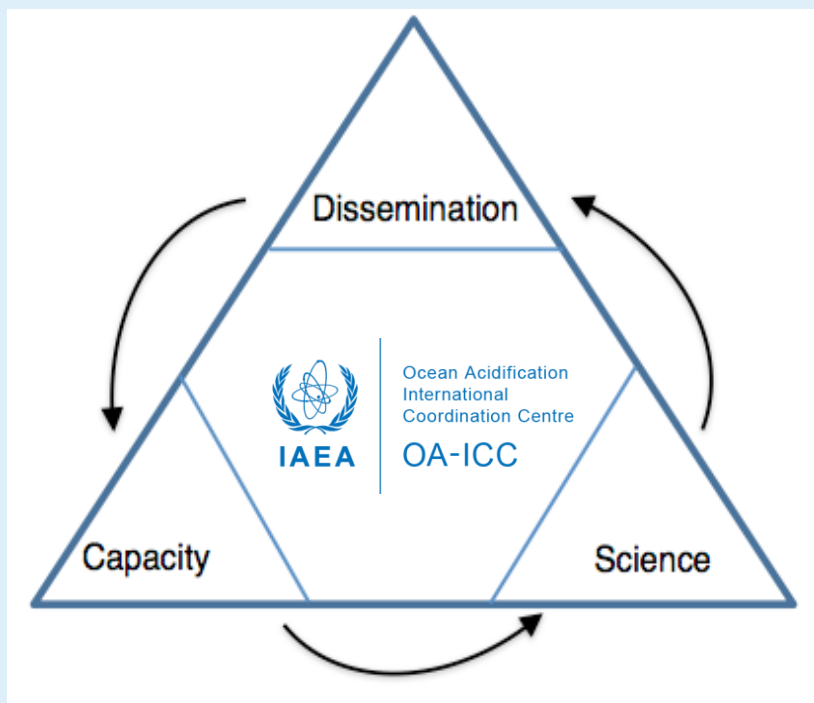 Dissemination
Ocean Acidification
International
Coordination Centre
IAEA
OA-ICC
Capacity
Science